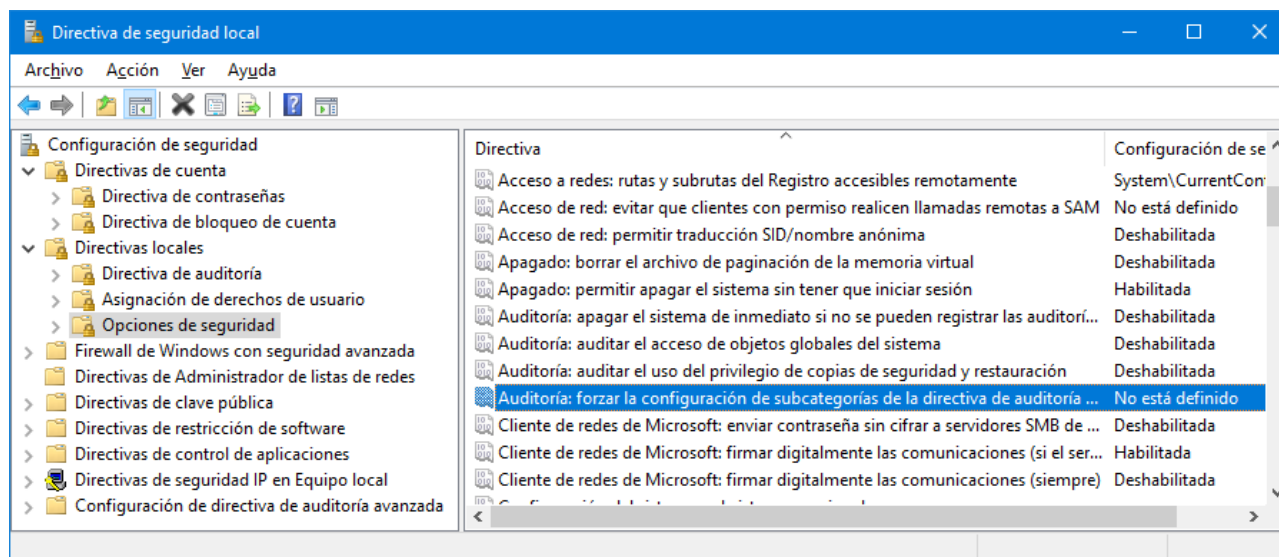 Directiva de seguridad local
Archivo Acción Ver Ayuda
Configuración de seguridad
Directivas de cuenta
Directiva de contraseñas
Directiva de bloqueo de cuenta
Directivas locales
Directiva de auditoría
Asignación de derechos de usuario
Opciones de seguridad
Firewall de Windows con seguridad avanzada
Directivas de Administrador de listas de redes
Directivas de clave pública
Directivas de restricción de software
Directivas de control de aplicaciones
Directivas de seguridad IP en Equipo local
Configuración de directiva de auditoría avanzada
Directiva Configuración de se
Acceso a redes: rutas y subrutas del Registro accesibles remotamente System\CurrentCon
Acceso de red: evitar que clientes con permiso realicen llamadas remotas a SAM No está definido
Acceso de red: permitir traducción SID/nombre anónima Deshabilitada
Apagado: borrar el archivo de paginación de la memoria virtual Deshabilitada
Apagado: permitir apagar el sistema sin tener que iniciar sesión Habilitada
Auditoría: apagar el sistema de inmediato si no se pueden registrar las auditorí... Deshabilitada
Auditoría: auditar el acceso de objetos globales del sistema Deshabilitada
Auditoría: auditar el uso del privilegio de copias de seguridad y restauración Deshabilitada
Auditoría: forzar la configuración de subcategorías de la directiva de auditoría ... No está definido
Cliente de redes de Microsoft: enviar contraseña sin cifrar a servidores SMB de ... Deshabilitada
Cliente de redes de Microsoft: firmar digitalmente las comunicaciones (si el ser... Habilitada
Cliente de redes de Microsoft: firmar digitalmente las comunicaciones (siempre) Deshabilitada